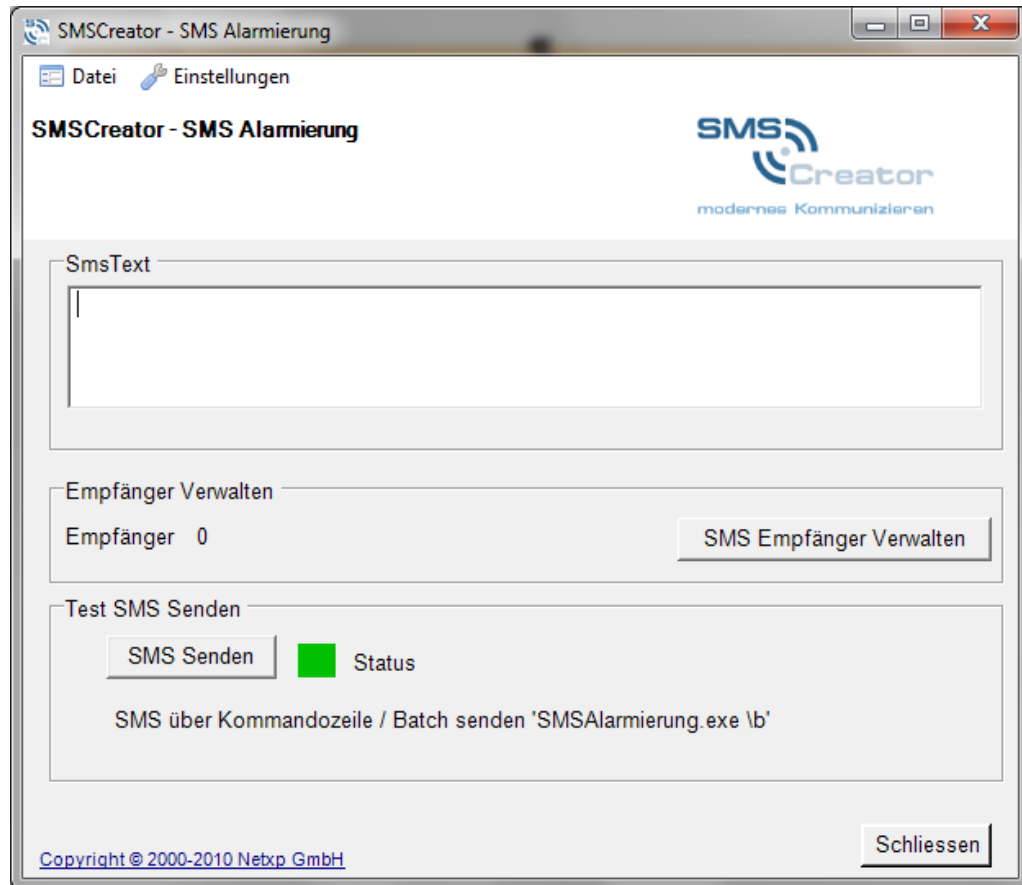 SMSCreator - SMS Alarmierung
Datei Einstellungen
SMSCreator - SMS Alarmierung
SMS
Creator
modernes Kommunizieren
SmsText
Empfänger Verwalten
Empfänger 0
SMS Empfänger Verwalten
Test SMS Senden
SMS Senden
Status
SMS über Kommandozeile / Batch senden 'SMSAlarmierung.exe \b'
Schliessen
Copyright © 2000-2010 Netxp GmbH